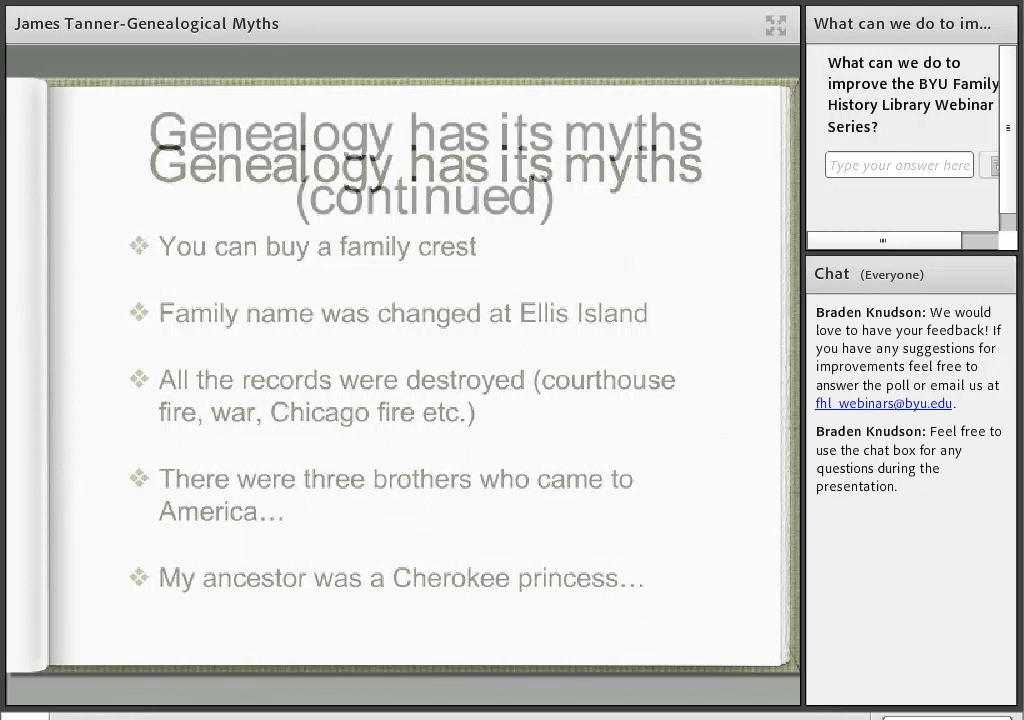 James Tanner-Genealogical Myths
Genealogy has its myths
Genealogy has its myths
(continued)
❖ You can buy a family crest
❖ Family name was changed at Ellis Island
❖ All the records were destroyed (courthouse
fire, war, Chicago fire etc.)
❖ There were three brothers who came to
America…
❖ My ancestor was a Cherokee princess…
What can we do to im...
What can we do to
improve the BYU Family
History Library Webinar
Series?
Type your answer here
Chat (Everyone)
Braden Knudson: We would
love to have your feedback! If
you have any suggestions for
improvements feel free to
answer the poll or email us at
fhl_webinars@byu.edu.
Braden Knudson: Feel free to
use the chat box for any
questions during the
presentation.